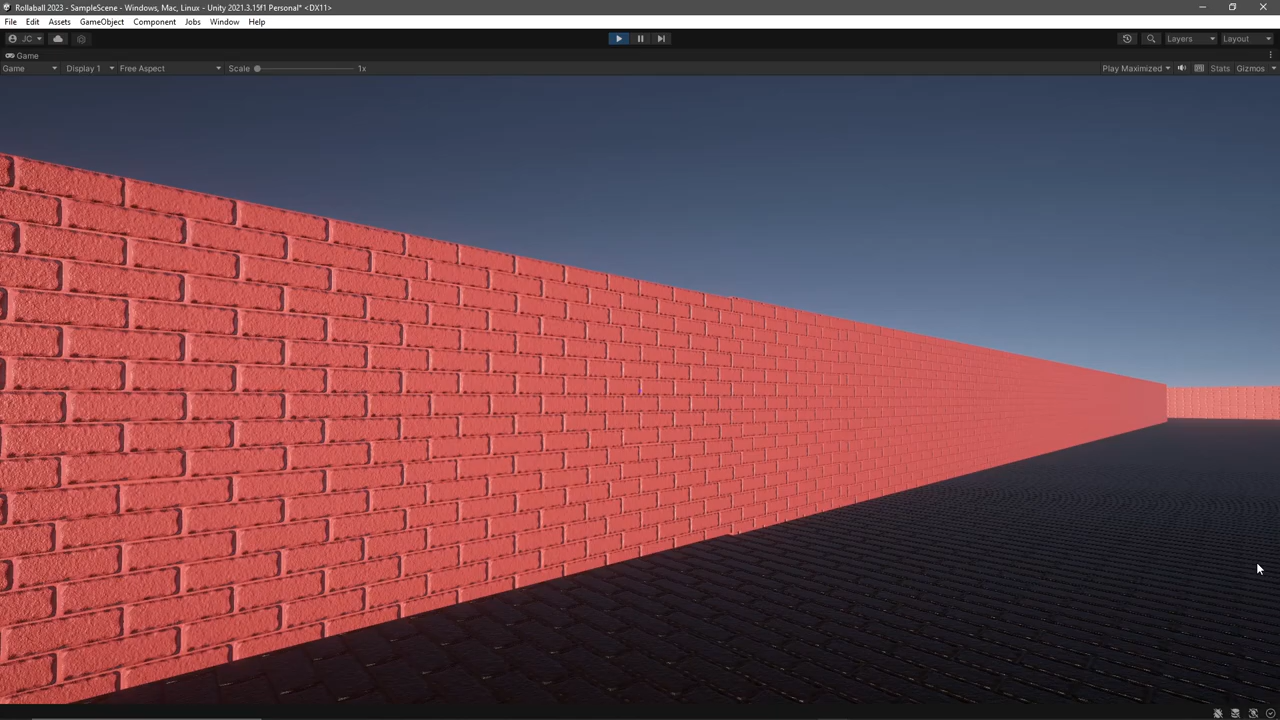 Rollaball 2023 - SampleScene - Windows, Mac, Linux - Unity 2021.3.15f1 Personal* <DX11>
File Edit Assets GameObject Component Jobs Window Help
JC Layers Layout
Game
Game Display 1 Free Aspect Scale 1x Play Maximized Stats Gizmos